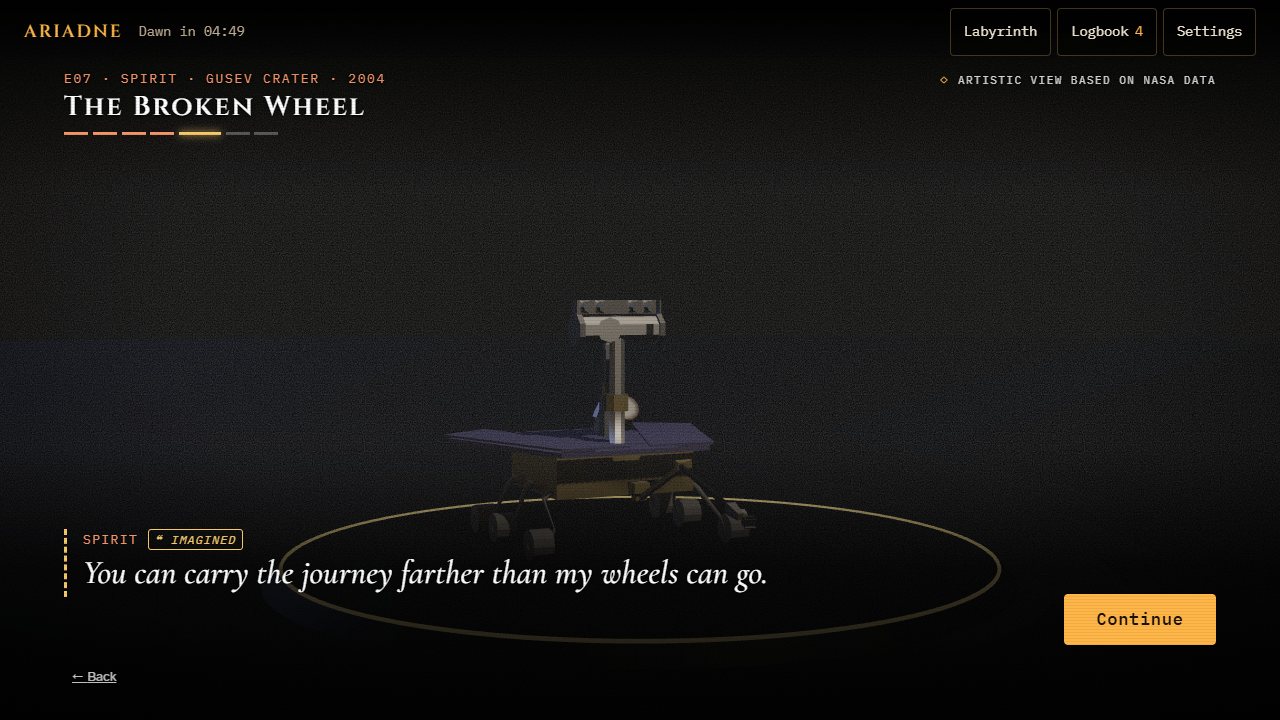 ARIADNE Dawn in 04:49 Labyrinth Logbook 4 Settings
E07 · SPIRIT · GUSEV CRATER · 2004
◇ ARTISTIC VIEW BASED ON NASA DATA
The Broken Wheel
SPIRIT ❝ IMAGINED
You can carry the journey farther than my wheels can go.
Continue
← Back